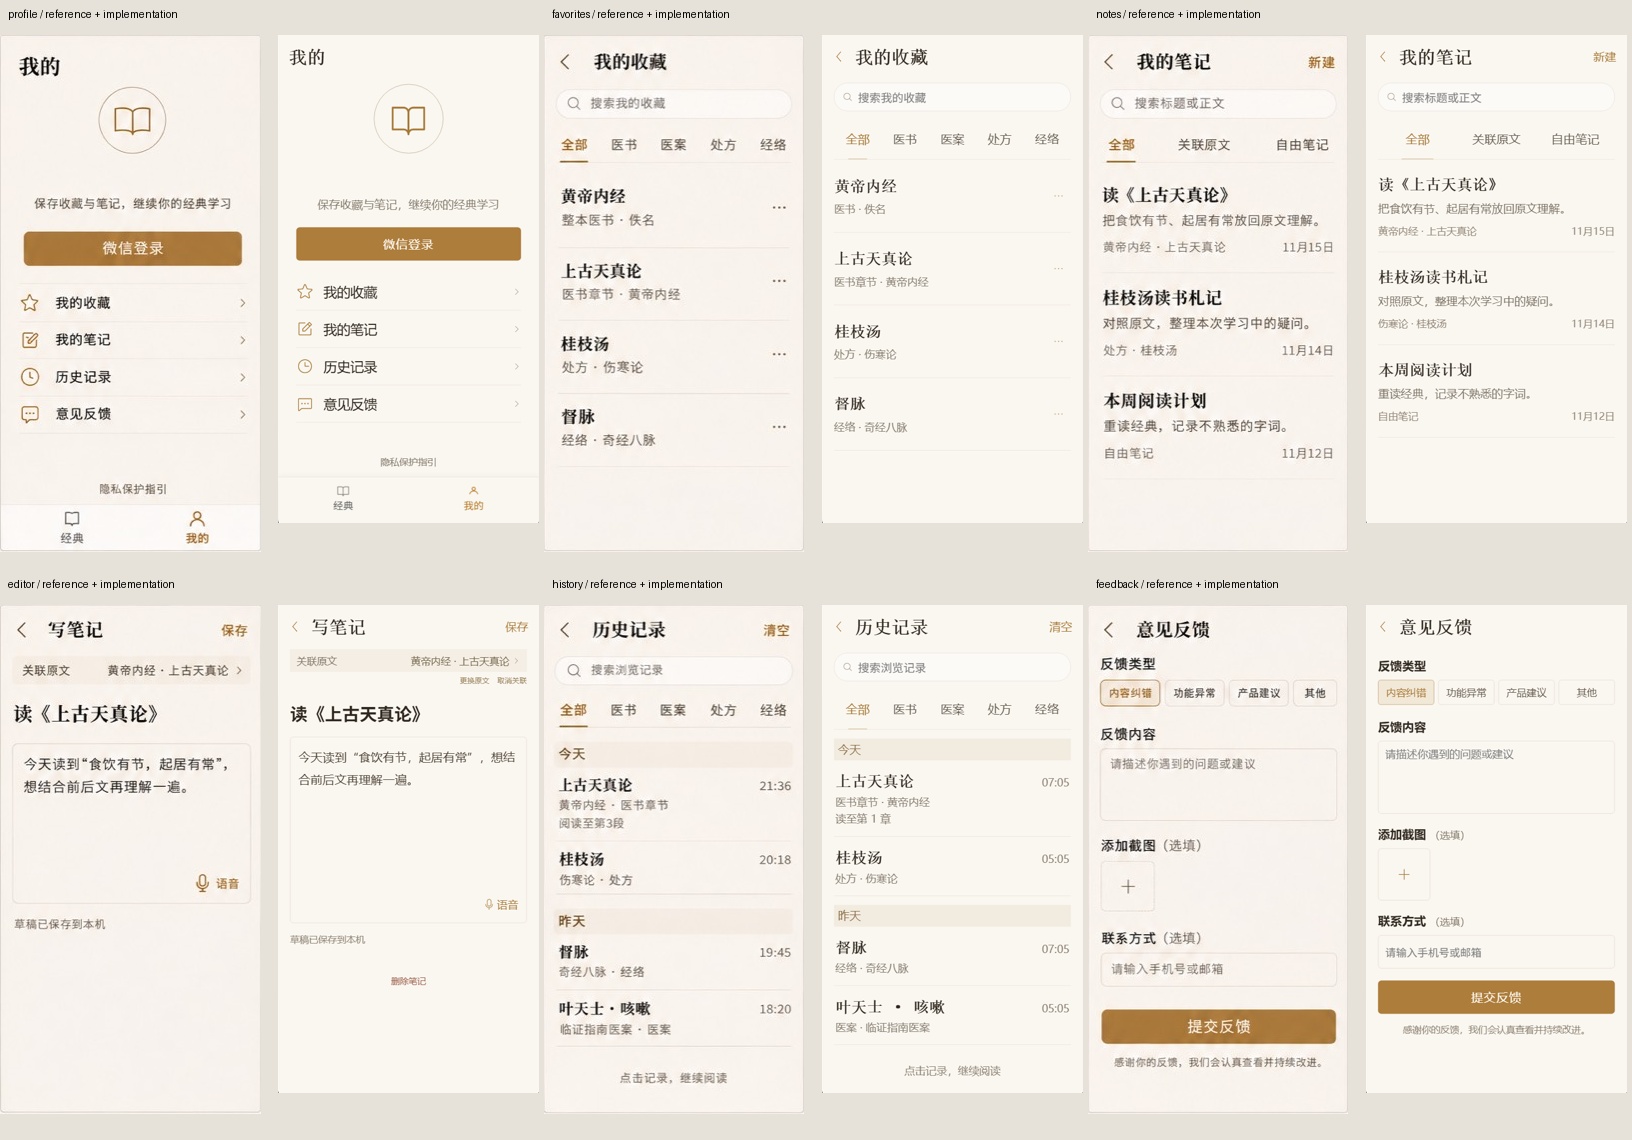 profile / reference + implementation
我的
保存收藏与笔记，继续你的经典学习
微信登录
我的收藏
我的笔记
历史记录
意见反馈
隐私保护指引
经典
我的
我的
保存收藏与笔记，继续你的经典学习
微信登录
我的收藏
我的笔记
历史记录
意见反馈
隐私保护指引
经典
我的
favorites / reference + implementation
我的收藏
搜索我的收藏
全部 医书 医案 处方 经络
黄帝内经
整本医书 · 佚名
上古天真论
医书章节 · 黄帝内经
桂枝汤
处方 · 伤寒论
督脉
经络 · 奇经八脉
我的收藏
搜索我的收藏
全部 医书 医案 处方 经络
黄帝内经
医书 · 佚名
上古天真论
医书章节 · 黄帝内经
桂枝汤
处方 · 伤寒论
督脉
经络 · 奇经八脉
notes / reference + implementation
我的笔记 新建
搜索标题或正文
全部 关联原文 自由笔记
读《上古天真论》
把食饮有节、起居有常放回原文理解。
黄帝内经 · 上古天真论 11月15日
桂枝汤读书札记
对照原文，整理本次学习中的疑问。
处方 · 桂枝汤 11月14日
本周阅读计划
重读经典，记录不熟悉的字词。
自由笔记 11月12日
我的笔记 新建
搜索标题或正文
全部 关联原文 自由笔记
读《上古天真论》
把食饮有节、起居有常放回原文理解。
黄帝内经 · 上古天真论 11月15日
桂枝汤读书札记
对照原文，整理本次学习中的疑问。
伤寒论 · 桂枝汤 11月14日
本周阅读计划
重读经典，记录不熟悉的字词。
自由笔记 11月12日
editor / reference + implementation
写笔记 保存
关联原文 黄帝内经 · 上古天真论
读《上古天真论》
今天读到“食饮有节，起居有常”，
想结合前后文再理解一遍。
语音
草稿已保存到本机
写笔记 保存
关联原文 黄帝内经 · 上古天真论
更换原文 取消关联
读《上古天真论》
今天读到“食饮有节，起居有常”，想结
合前后文再理解一遍。
语音
草稿已保存到本机
删除笔记
history / reference + implementation
历史记录 清空
搜索浏览记录
全部 医书 医案 处方 经络
今天
上古天真论 21:36
黄帝内经 · 医书章节
阅读至第3段
桂枝汤 20:18
伤寒论 · 处方
昨天
督脉 19:45
奇经八脉 · 经络
叶天士 · 咳嗽 18:20
临证指南医案 · 医案
点击记录，继续阅读
历史记录 清空
搜索浏览记录
全部 医书 医案 处方 经络
今天
上古天真论 07:05
医书章节 · 黄帝内经
读至第 1 章
桂枝汤 05:05
处方 · 伤寒论
昨天
督脉 07:05
经络 · 奇经八脉
叶天士 • 咳嗽 05:05
医案 · 临证指南医案
点击记录，继续阅读
feedback / reference + implementation
意见反馈
反馈类型
内容纠错 功能异常 产品建议 其他
反馈内容
请描述你遇到的问题或建议
添加截图（选填）
联系方式（选填）
请输入手机号或邮箱
提交反馈
感谢你的反馈，我们会认真查看并持续改进。
意见反馈
反馈类型
内容纠错 功能异常 产品建议 其他
反馈内容
请描述你遇到的问题或建议
添加截图（选填）
联系方式（选填）
请输入手机号或邮箱
提交反馈
感谢你的反馈，我们会认真查看并持续改进。